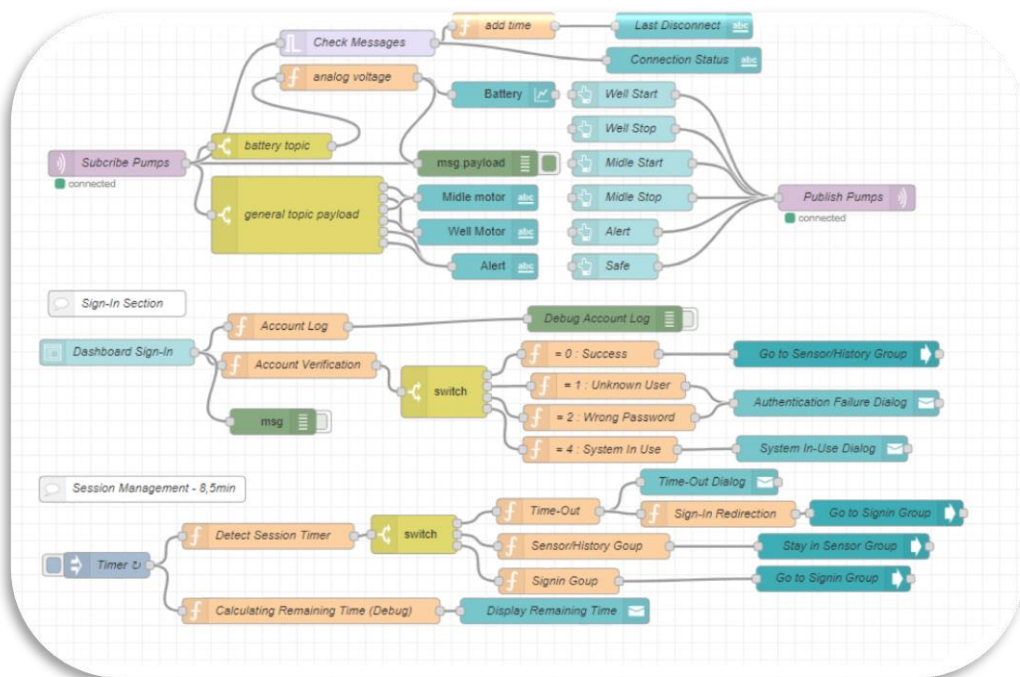 add time
Last Disconnect abc
Check Messages
Connection Status abc
analog voltage
Battery
Well Start
Well Stop
battery topic
Subcribe Pumps
connected
msg.payload
Midle Start
general topic payload
Midle motor abc
Midle Stop
Publish Pumps
connected
Well Motor abc
Alert
Alert abc
Safe
Sign-In Section
Account Log
Debug Account Log
Dashboard Sign-In
Account Verification
= 0 : Success
Go to Sensor/History Group
switch
= 1 : Unknown User
Authentication Failure Dialog
= 2 : Wrong Password
msg
= 4 : System In Use
System In-Use Dialog
Session Management - 8,5min
Time-Out Dialog
Time-Out
Sign-In Redirection
Go to Signin Group
Detect Session Timer
switch
Sensor/History Goup
Stay in Sensor Group
Timer ↻
Signin Goup
Go to Signin Group
Calculating Remaining Time (Debug)
Display Remaining Time